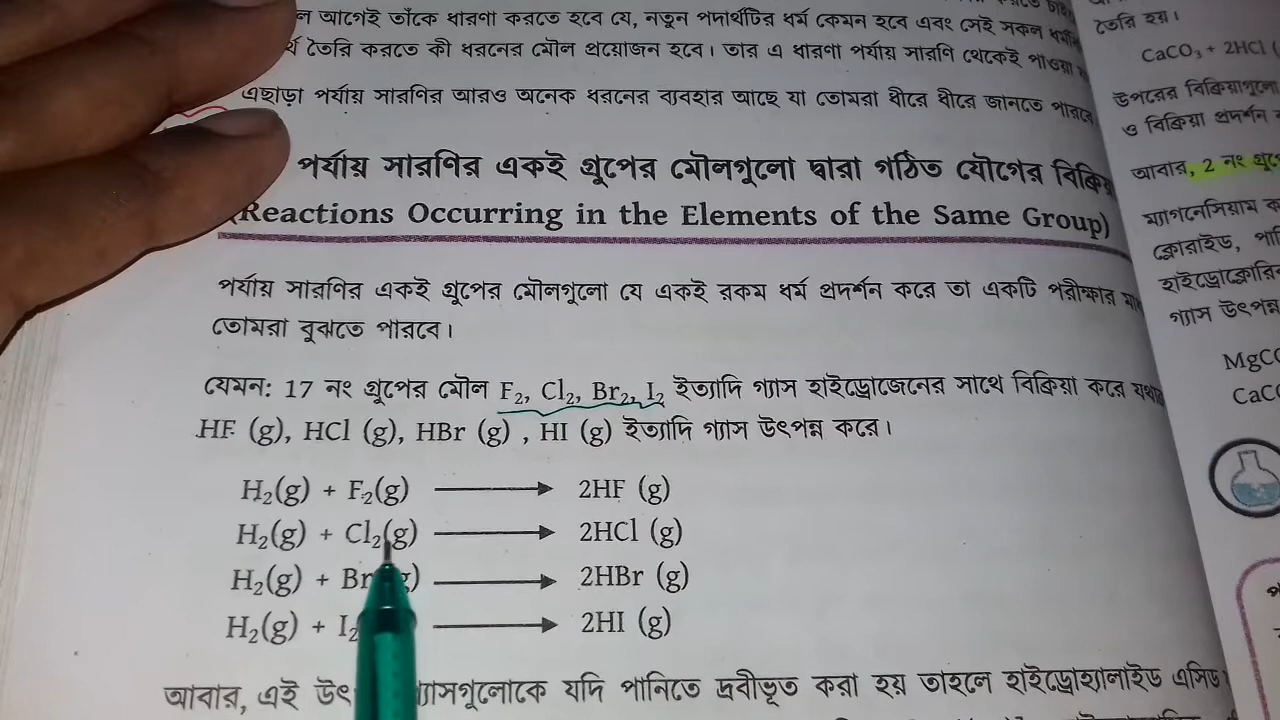 আগেই তাঁকে ধারণা করতে হবে যে, নতুন পদার্থটির ধর্ম কেমন হবে এবং সেই সকল
তৈরি করতে কী ধরনের মৌল প্রয়োজন হবে। তার এ ধারণা পর্যায় সারণি থেকেই পাওয়া
এছাড়া পর্যায় সারণির আরও অনেক ধরনের ব্যবহার আছে যা তোমরা ধীরে ধীরে জানতে পারবে
পর্যায় সারণির একই গ্রুপের মৌলগুলো দ্বারা গঠিত যৌগের
(Reactions Occurring in the Elements of the Same Group)
পর্যায় সারণির একই গ্রুপের মৌলগুলো যে একই রকম ধর্ম প্রদর্শন করে তা একটি পরীক্ষার
তোমরা বুঝতে পারবে।
যেমন: 17 নং গ্রুপের মৌল F₂, Cl₂, Br₂, I₂ ইত্যাদি গ্যাস হাইড্রোজেনের সাথে বিক্রিয়া করে
HF (g), HCl (g), HBr (g) , HI (g) ইত্যাদি গ্যাস উৎপন্ন করে।
H₂(g) + F₂(g) ⟶ 2HF (g)
H₂(g) + Cl₂(g) ⟶ 2HCl (g)
H₂(g) + Br g) ⟶ 2HBr (g)
H₂(g) + I₂ ⟶ 2HI (g)
আবার, এই গ্যাসগুলোকে যদি পানিতে দ্রবীভূত করা হয় তাহলে হাইড্রোহ্যালাইড এসিড
তৈরি হয়।
CaCO₃ + 2HCl
উপরের বিক্রিয়াগুলো
ও বিক্রিয়া প্রদর্শন
আবার, 2 নং
ম্যাগনেসিয়াম
ক্লোরাইড,
গ্যাস উৎপন্ন